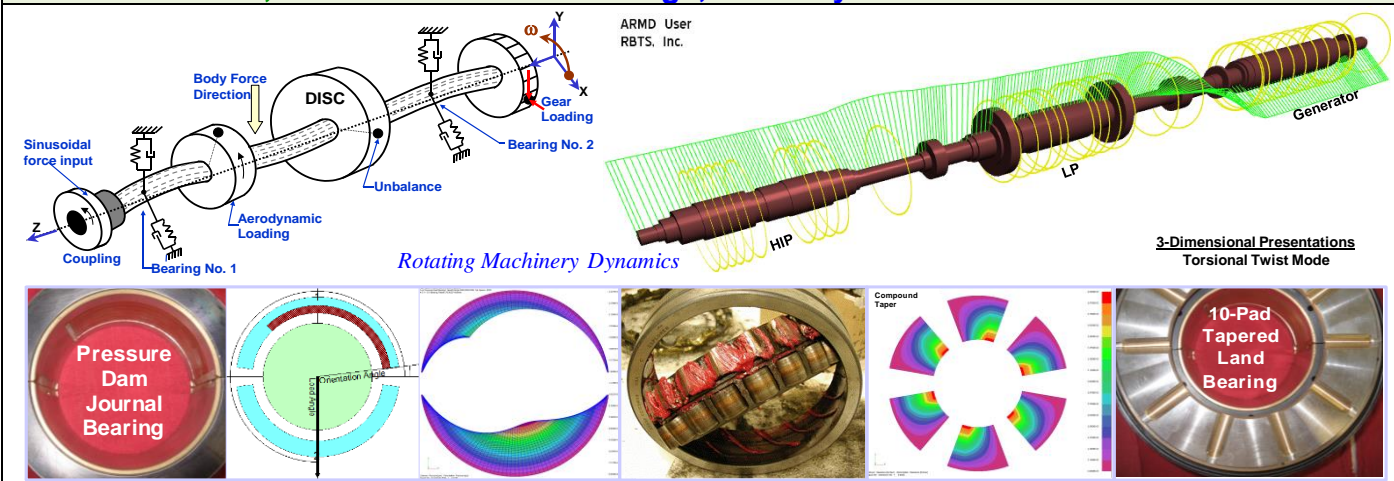 ARMD User
RBTS, Inc.
Y
ω
X
Body Force
Direction
DISC
Gear
Loading
Bearing No. 2
Sinusoidal
force input
Unbalance
Z
Aerodynamic
Loading
Coupling
Bearing No. 1
HIP
LP
Generator
Rotating Machinery Dynamics
3-Dimensional Presentations
Torsional Twist Mode
Pressure
Dam
Journal
Bearing
Orientation Angle
Load Angle
Compound
Taper
10-Pad
Tapered
Land
Bearing